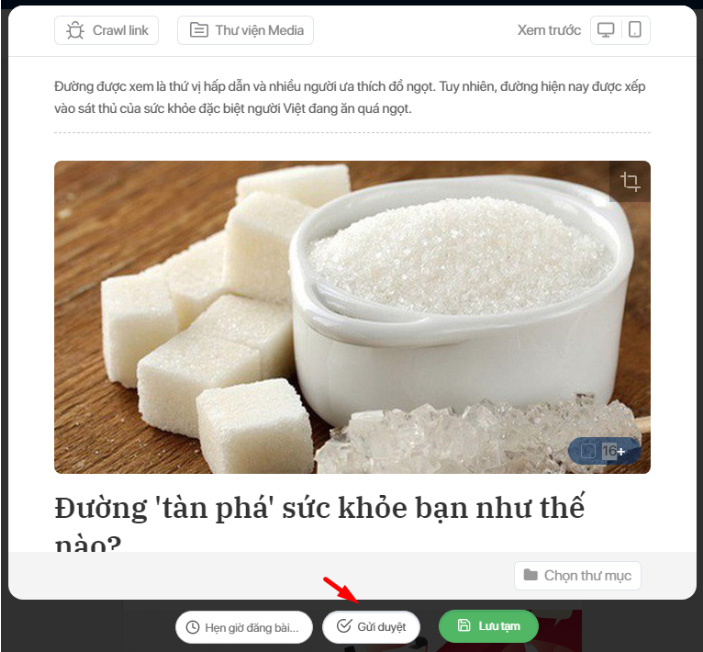 Crawl link
Thư viện Media
Xem trước
Đường được xem là thứ vị hấp dẫn và nhiều người ưa thích đồ ngọt. Tuy nhiên, đường hiện nay được xếp
vào sát thủ của sức khỏe đặc biệt người Việt đang ăn quá ngọt.
16+
Đường 'tàn phá' sức khỏe bạn như thế
nào?
Chọn thư mục
Hẹn giờ đăng bài...
Gửi duyệt
Lưu tạm